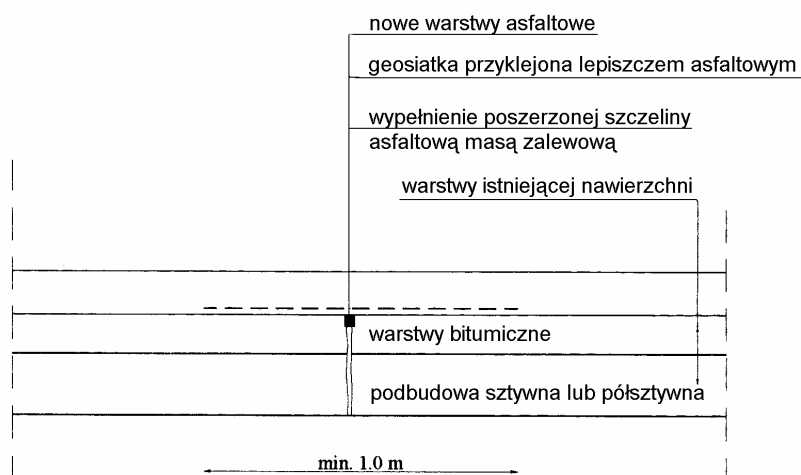 nowe warstwy asfaltowe
geosiatka przyklejona lepiszczem asfaltowym
wypełnienie poszerzonej szczeliny
asfaltową masą zalewową
warstwy istniejącej nawierzchni
warstwy bitumiczne
podbudowa sztywna lub półsztywna
min. 1.0 m